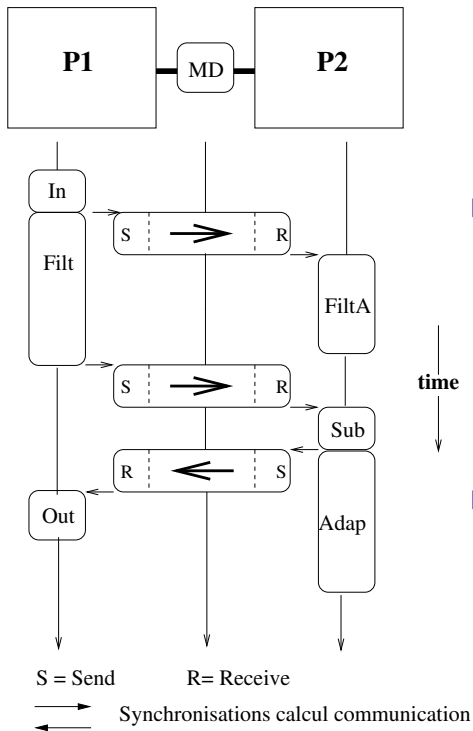 P1
MD
P2
In
S R
Filt
FiltA
S R
time
Sub
R S
Out
Adap
S = Send R= Receive
Synchronisations calcul communication